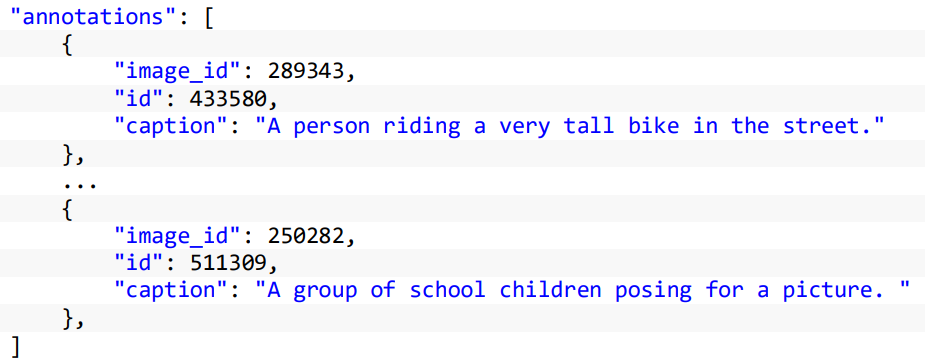 "annotations": [
{
"image_id": 289343,
"id": 433580,
"caption": "A person riding a very tall bike in the street."
},
...
{
"image_id": 250282,
"id": 511309,
"caption": "A group of school children posing for a picture. "
},
]